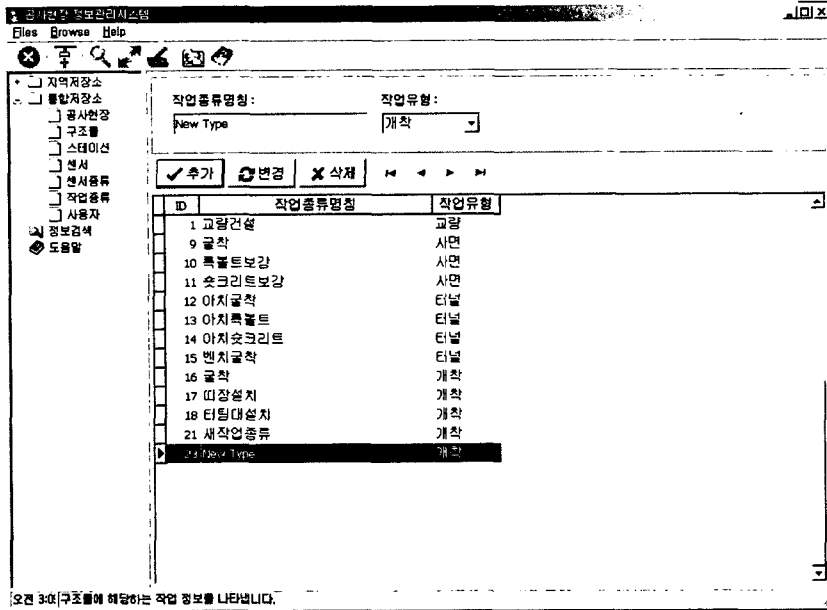 공사현장 정보관리시스템
Files Browse Help
지역저장소
통합저장소
공사현장
구조물
스테이션
센서
센서종류
작업종류
사용자
정보검색
도움말
작업종류명칭: 작업유형:
New Type 개착
추가 변경 삭제
ID 작업종류명칭 작업유형
1 교량건설 교량
9 굴착 사면
10 록볼트보강 사면
11 숏크리트보강 사면
12 아치굴착 터널
13 아치록볼트 터널
14 아치숏크리트 터널
15 벤치굴착 터널
16 굴착 개착
17 띠장설치 개착
18 터팀대설치 개착
21 새작업종류 개착
23 New Type 개착
오전 3:0 구조물에 해당하는 작업 정보를 나타냅니다.